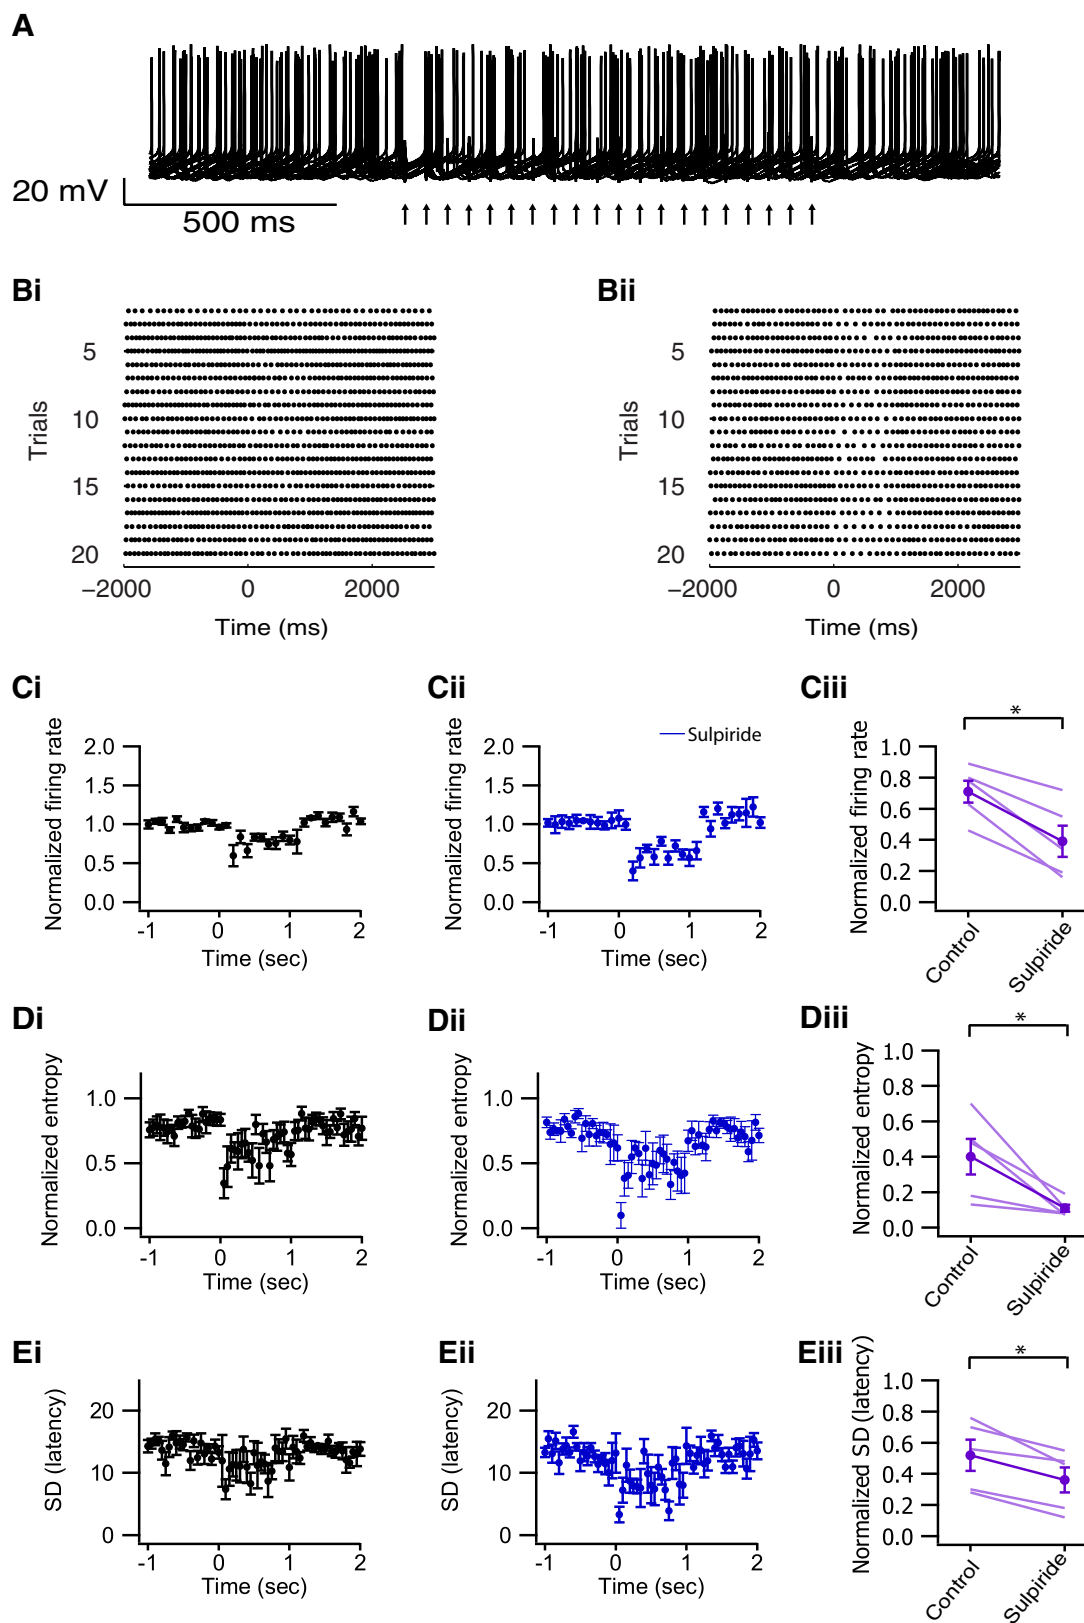 A
20 mV
500 ms
Bi
Bii
Trials
5
10
15
20
−2000
0
2000
Time (ms)
Trials
5
10
15
20
−2000
0
2000
Time (ms)
Ci
Cii
Ciii
Normalized firing rate
2.0
1.5
1.0
0.5
0.0
-1
0
1
2
Time (sec)
Normalized firing rate
Sulpiride
2.0
1.5
1.0
0.5
0.0
-1
0
1
2
Time (sec)
Normalized firing rate
*
1.0
0.8
0.6
0.4
0.2
0.0
Control
Sulpiride
Di
Dii
Diii
Normalized entropy
1.0
0.5
0.0
-1
0
1
2
Time (sec)
Normalized entropy
1.0
0.5
0.0
-1
0
1
2
Time (sec)
Normalized entropy
*
1.0
0.8
0.6
0.4
0.2
0.0
Control
Sulpiride
Ei
Eii
Eiii
SD (latency)
20
10
0
-1
0
1
2
Time (sec)
SD (latency)
20
10
0
-1
0
1
2
Time (sec)
Normalized SD (latency)
*
1.0
0.8
0.6
0.4
0.2
0.0
Control
Sulpiride